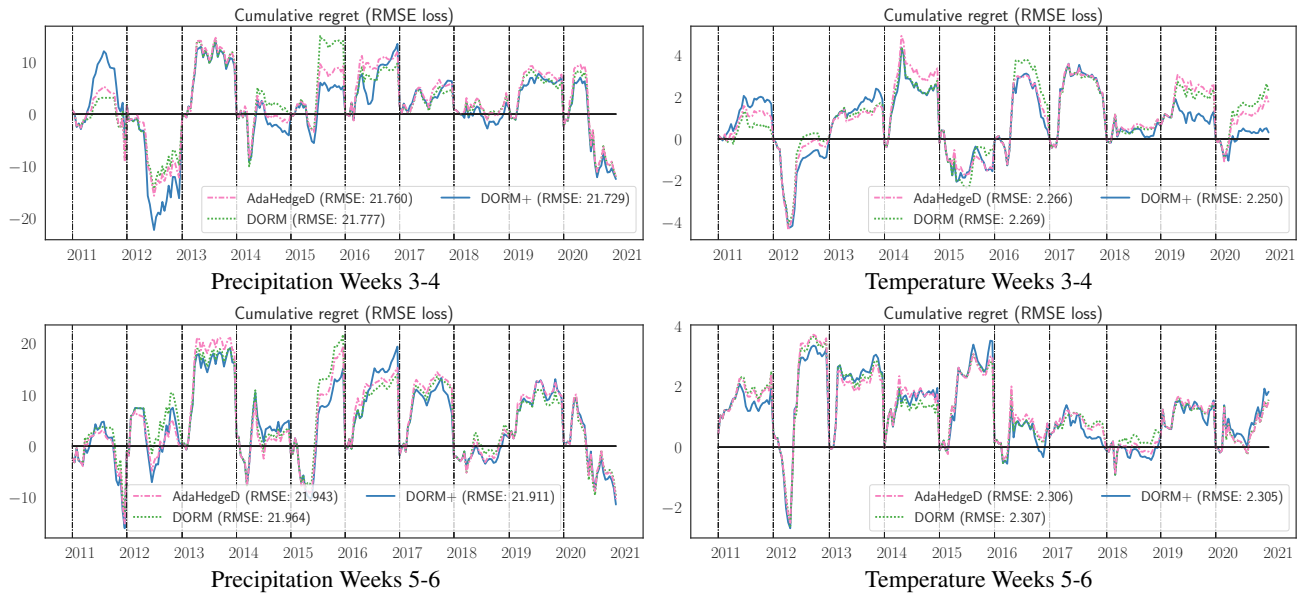 Cumulative regret (RMSE loss)
10
0
−10
−20
AdaHedgeD (RMSE: 21.760)
DORM (RMSE: 21.777)
DORM+ (RMSE: 21.729)
2011 2012 2013 2014 2015 2016 2017 2018 2019 2020 2021
Precipitation Weeks 3-4
Cumulative regret (RMSE loss)
4
2
0
−2
−4
AdaHedgeD (RMSE: 2.266)
DORM (RMSE: 2.269)
DORM+ (RMSE: 2.250)
2011 2012 2013 2014 2015 2016 2017 2018 2019 2020 2021
Temperature Weeks 3-4
Cumulative regret (RMSE loss)
20
10
0
−10
AdaHedgeD (RMSE: 21.943)
DORM (RMSE: 21.964)
DORM+ (RMSE: 21.911)
2011 2012 2013 2014 2015 2016 2017 2018 2019 2020 2021
Precipitation Weeks 5-6
Cumulative regret (RMSE loss)
4
2
0
−2
AdaHedgeD (RMSE: 2.306)
DORM (RMSE: 2.307)
DORM+ (RMSE: 2.305)
2011 2012 2013 2014 2015 2016 2017 2018 2019 2020 2021
Temperature Weeks 5-6